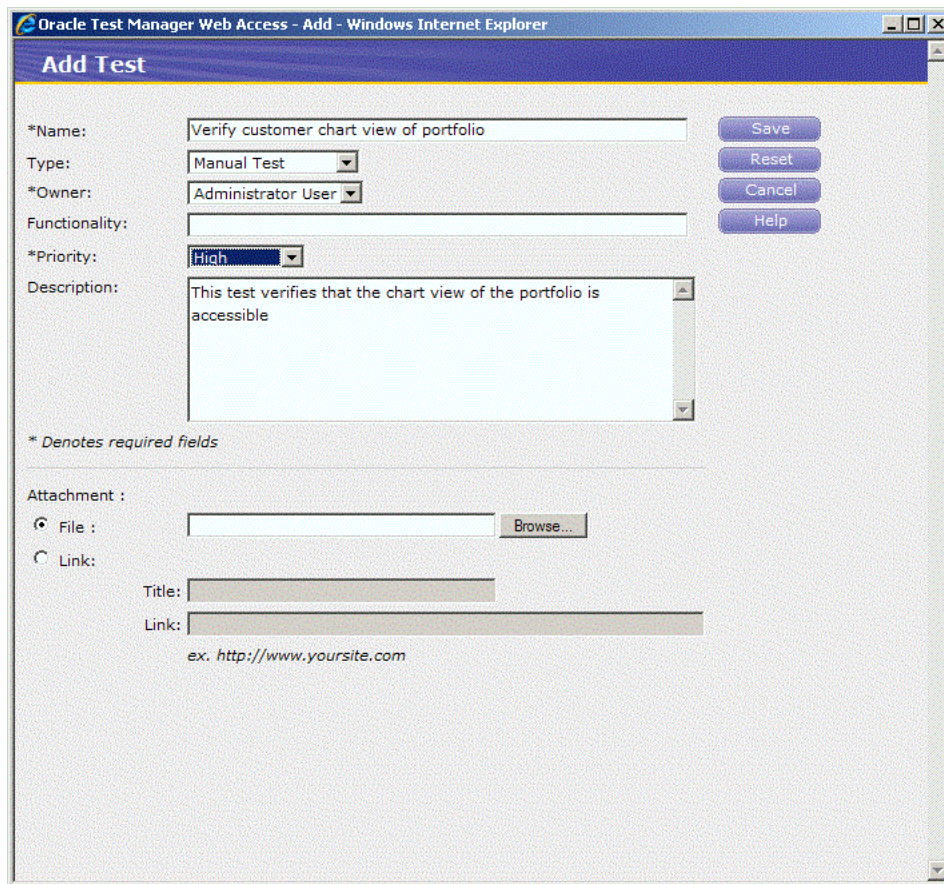 Oracle Test Manager Web Access - Add - Windows Internet Explorer
Add Test
*Name: Verify customer chart view of portfolio Save
Type: Manual Test Reset
*Owner: Administrator User Cancel
Functionality: Help
*Priority: High
Description: This test verifies that the chart view of the portfolio is
accessible
* Denotes required fields
Attachment :
File : Browse...
Link:
Title:
Link:
ex. http://www.yoursite.com